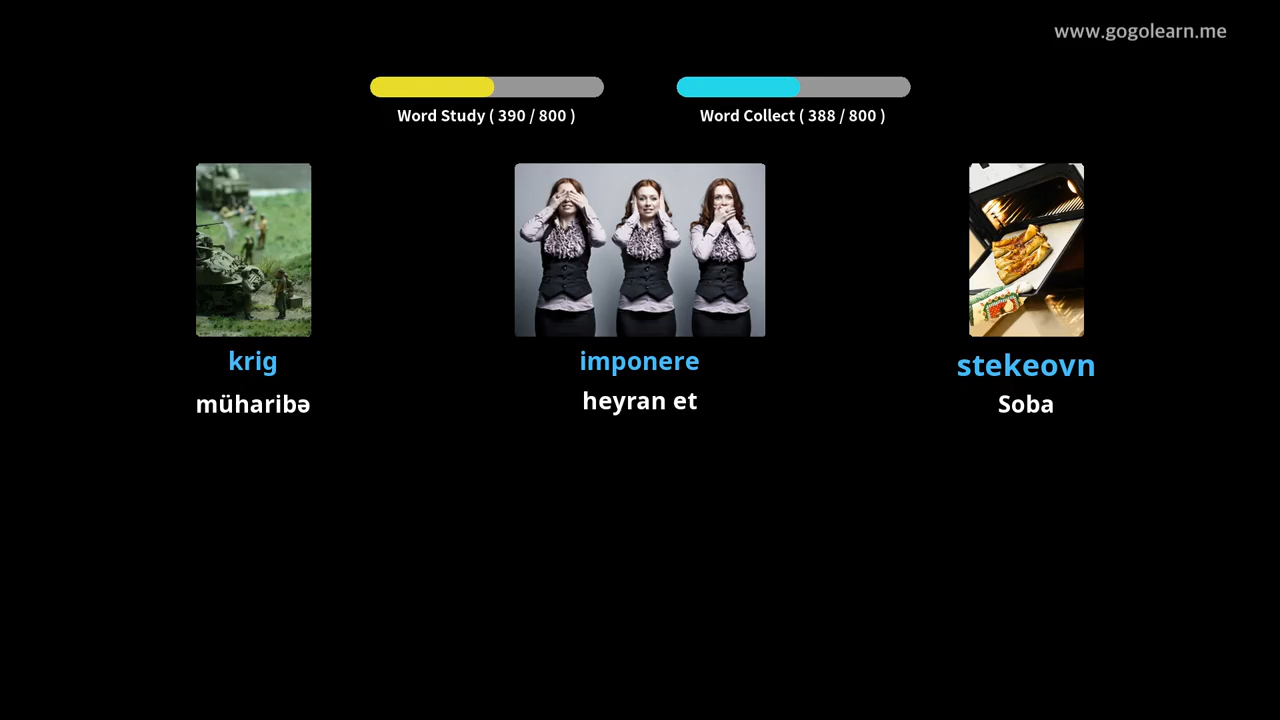 www.gogolearn.me
Word Study ( 390 / 800 )
Word Collect ( 388 / 800 )
krig
imponere
stekeovn
müharibə
heyran et
Soba